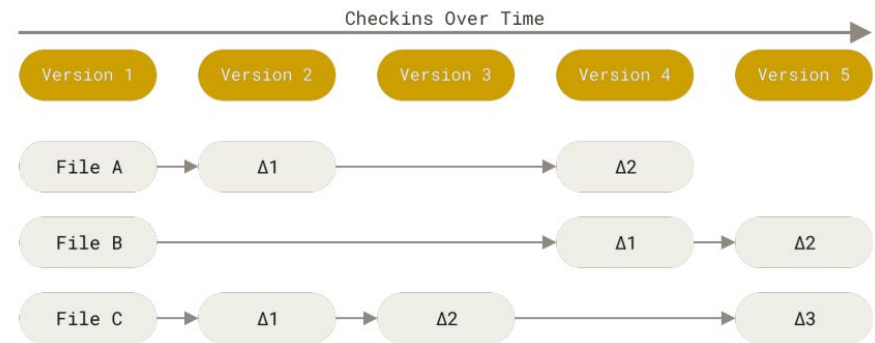 Checkins Over Time
Version 1 Version 2 Version 3 Version 4 Version 5
File A Δ1 Δ2
File B Δ1 Δ2
File C Δ1 Δ2 Δ3